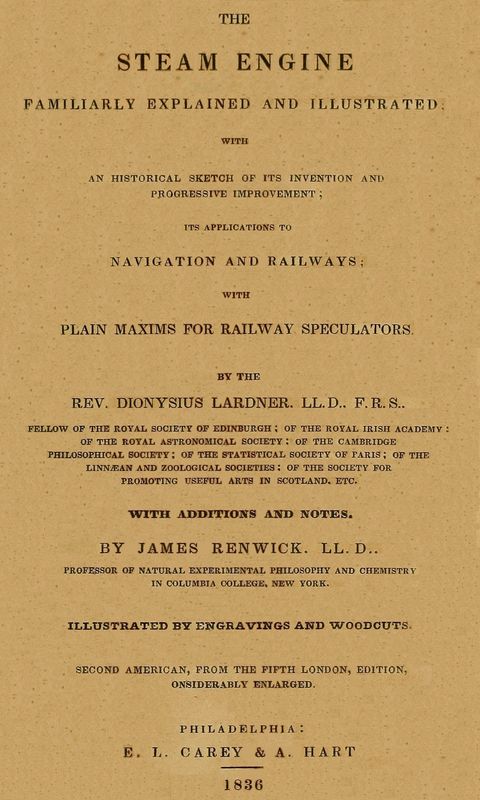 THE
STEAM ENGINE
FAMILIARLY EXPLAINED AND ILLUSTRATED;
WITH
AN HISTORICAL SKETCH OF ITS INVENTION AND
PROGRESSIVE IMPROVEMENT;
ITS APPLICATIONS TO
NAVIGATION AND RAILWAYS;
WITH
PLAIN MAXIMS FOR RAILWAY SPECULATORS.
BY THE
REV. DIONYSIUS LARDNER. LL.D.. F.R.S..
FELLOW OF THE ROYAL SOCIETY OF EDINBURGH; OF THE ROYAL IRISH ACADEMY:
OF THE ROYAL ASTRONOMICAL SOCIETY: OF THE CAMBRIDGE
PHILOSOPHICAL SOCIETY; OF THE STATISTICAL SOCIETY OF PARIS; OF THE
LINNÆAN AND ZOOLOGICAL SOCIETIES: OF THE SOCIETY FOR
PROMOTING USEFUL ARTS IN SCOTLAND, ETC.
WITH ADDITIONS AND NOTES.
BY JAMES RENWICK. LL.D..
PROFESSOR OF NATURAL EXPERIMENTAL PHILOSOPHY AND CHEMISTRY
IN COLUMBIA COLLEGE, NEW YORK.
ILLUSTRATED BY ENGRAVINGS AND WOODCUTS.
SECOND AMERICAN, FROM THE FIFTH LONDON, EDITION,
ONSIDERABLY ENLARGED.
PHILADELPHIA:
E. L. CAREY & A. HART
1836